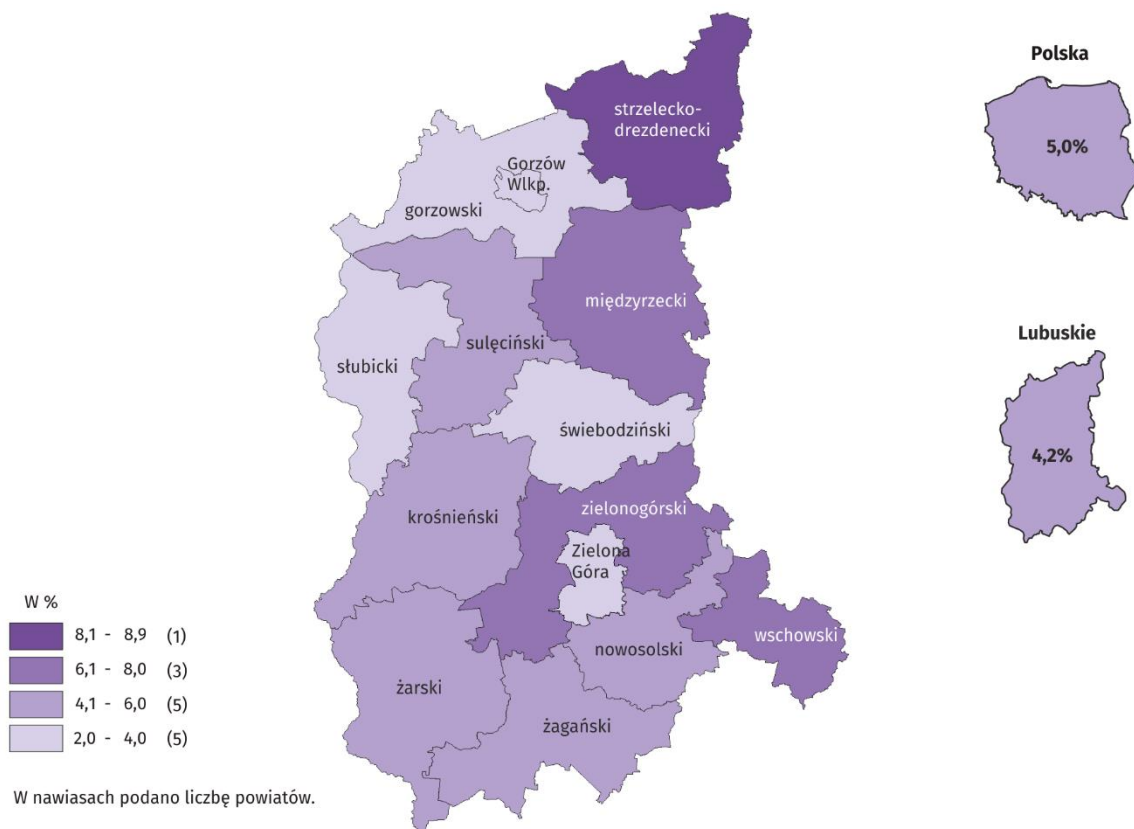 strzelecko-
drezdenecki
Gorzów
Wlkp.
gorzowski
międzyrzecki
sulęciński
słubicki
świebodziński
krośnieński
zielonogórski
Zielona
Góra
nowosolski
wschowski
żarski
żagański
Polska
5,0%
Lubuskie
4,2%
W %
8,1 - 8,9 (1)
6,1 - 8,0 (3)
4,1 - 6,0 (5)
2,0 - 4,0 (5)
W nawiasach podano liczbę powiatów.